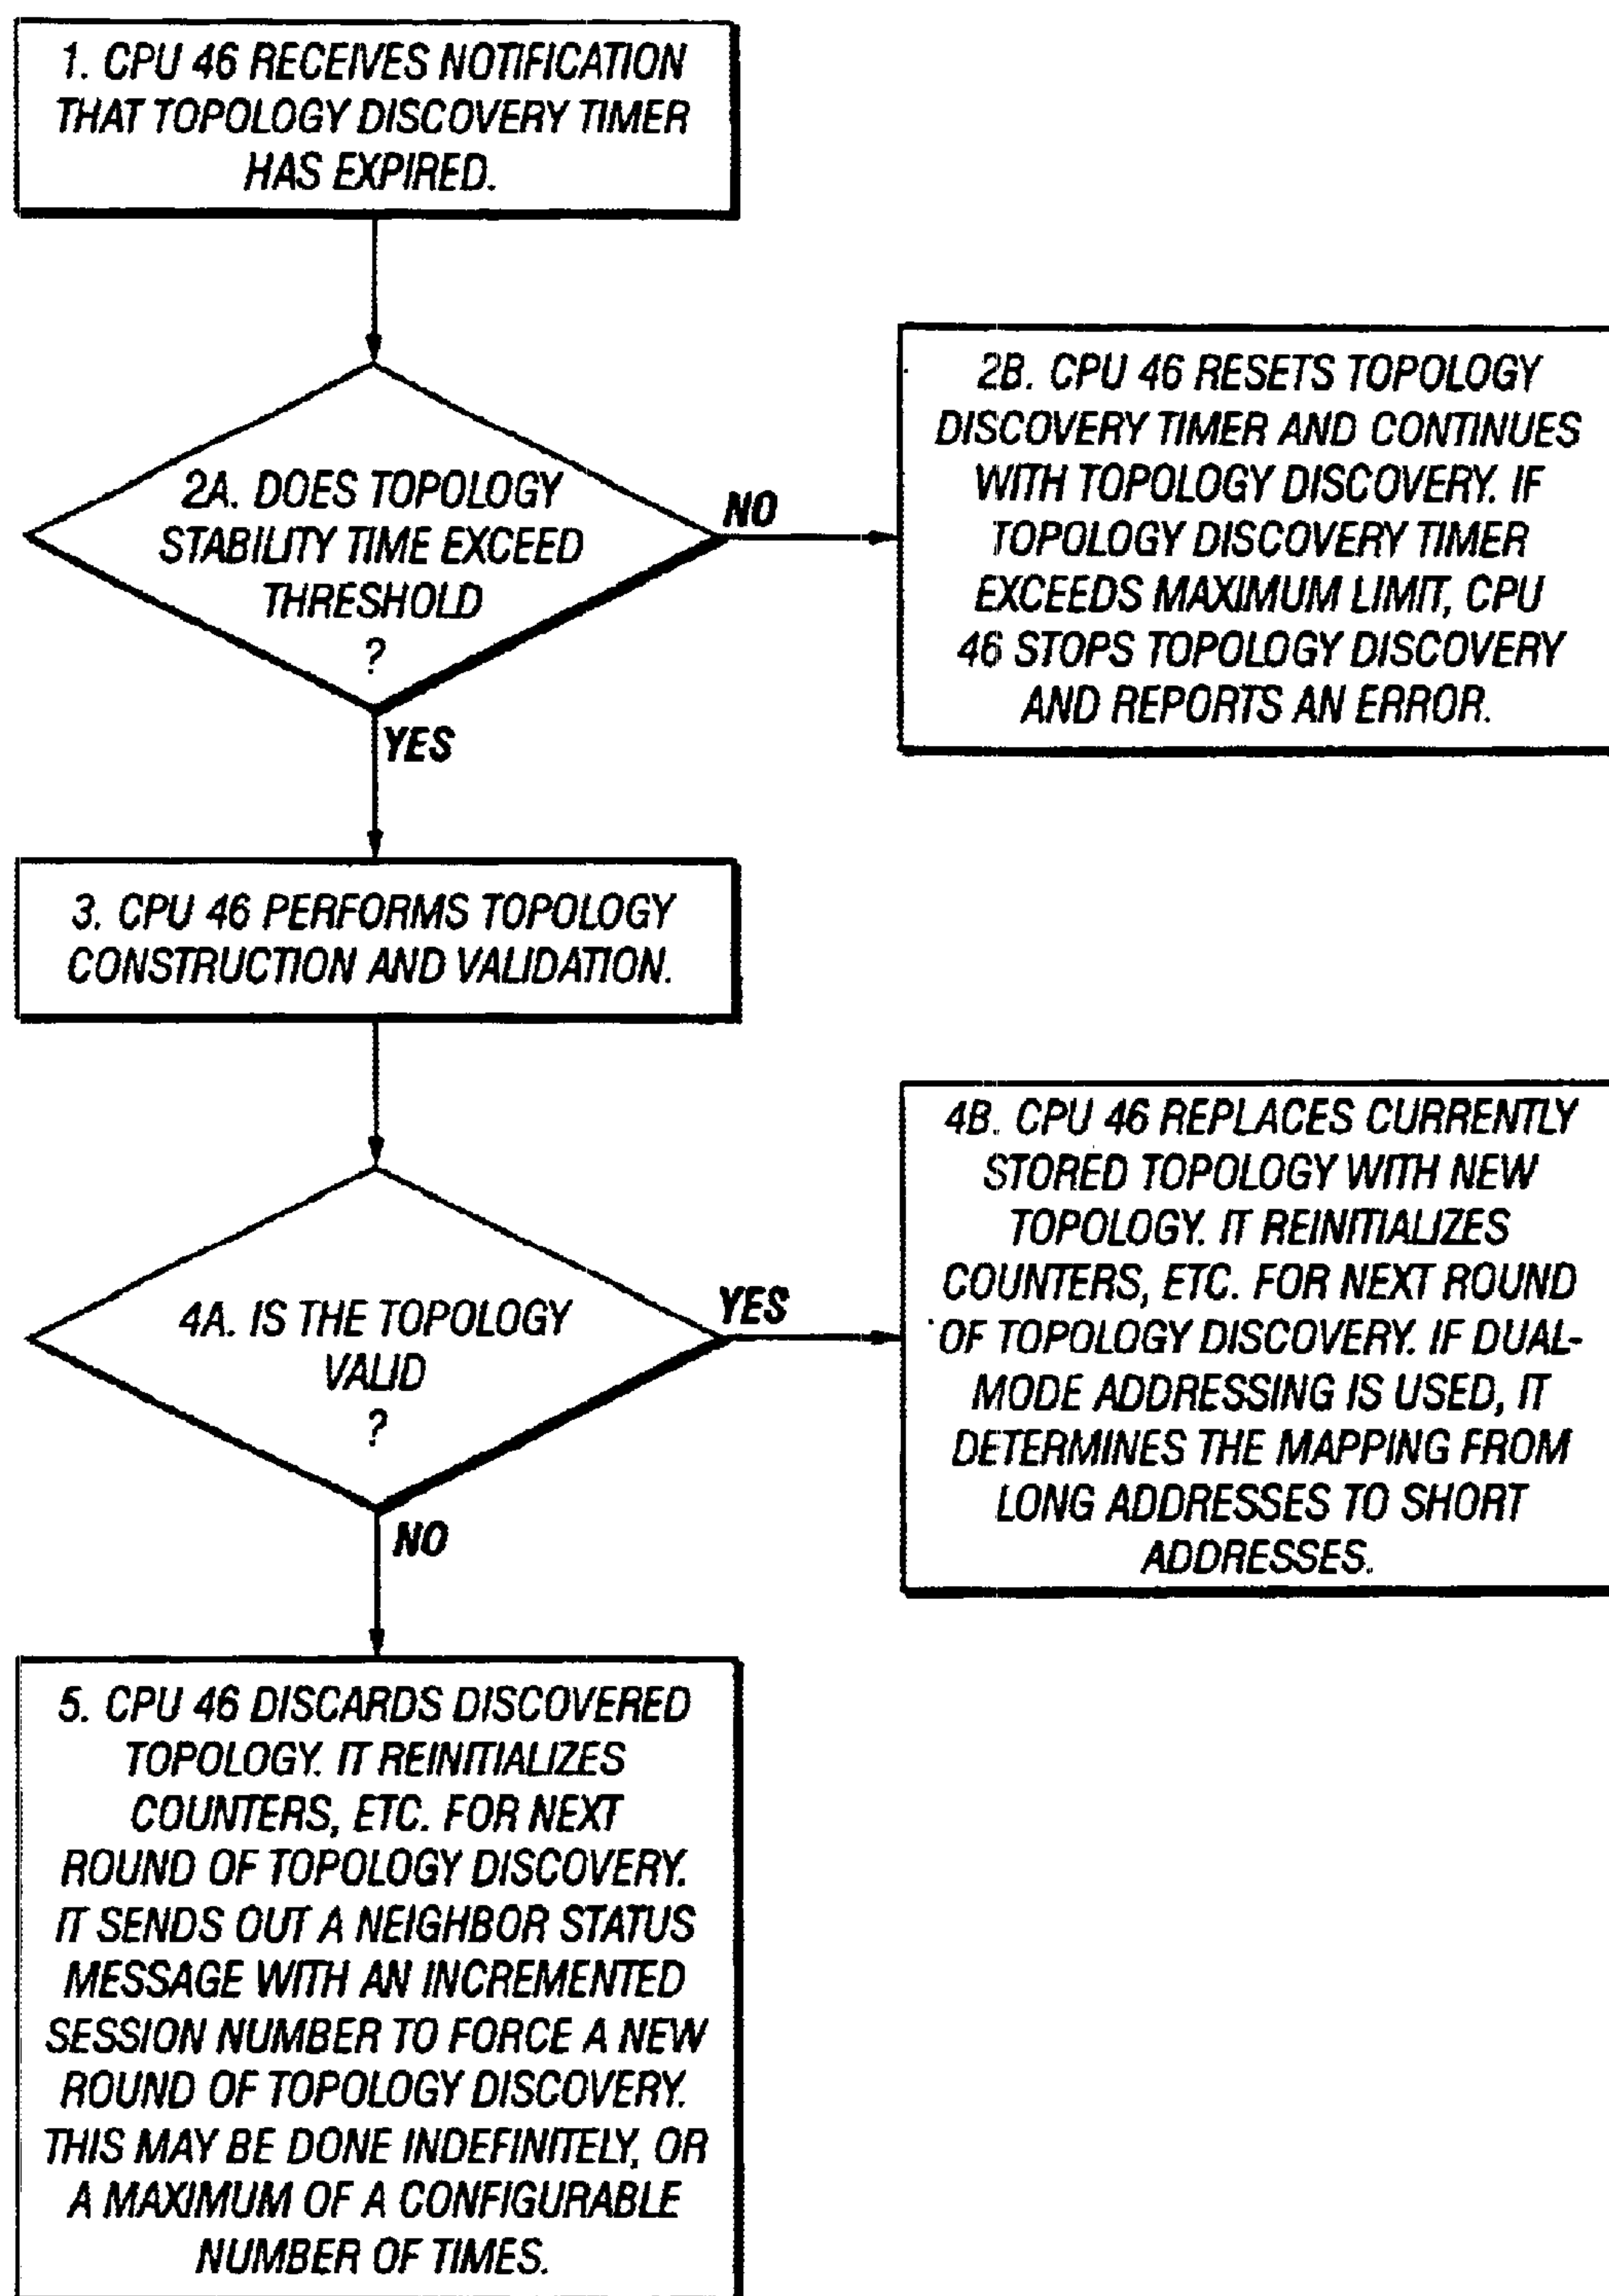 1. CPU 46 RECEIVES NOTIFICATION
THAT TOPOLOGY DISCOVERY TIMER
HAS EXPIRED.
2A. DOES TOPOLOGY
STABILITY TIME EXCEED
THRESHOLD
?
NO
2B. CPU 46 RESETS TOPOLOGY
DISCOVERY TIMER AND CONTINUES
WITH TOPOLOGY DISCOVERY. IF
TOPOLOGY DISCOVERY TIMER
EXCEEDS MAXIMUM LIMIT, CPU
46 STOPS TOPOLOGY DISCOVERY
AND REPORTS AN ERROR.
YES
3. CPU 46 PERFORMS TOPOLOGY
CONSTRUCTION AND VALIDATION.
4A. IS THE TOPOLOGY
VALID
?
YES
4B. CPU 46 REPLACES CURRENTLY
STORED TOPOLOGY WITH NEW
TOPOLOGY. IT REINITIALIZES
COUNTERS, ETC. FOR NEXT ROUND
OF TOPOLOGY DISCOVERY. IF DUAL-
MODE ADDRESSING IS USED, IT
DETERMINES THE MAPPING FROM
LONG ADDRESSES TO SHORT
ADDRESSES.
NO
5. CPU 46 DISCARDS DISCOVERED
TOPOLOGY. IT REINITIALIZES
COUNTERS, ETC. FOR NEXT
ROUND OF TOPOLOGY DISCOVERY.
IT SENDS OUT A NEIGHBOR STATUS
MESSAGE WITH AN INCREMENTED
SESSION NUMBER TO FORCE A NEW
ROUND OF TOPOLOGY DISCOVERY.
THIS MAY BE DONE INDEFINITELY, OR
A MAXIMUM OF A CONFIGURABLE
NUMBER OF TIMES.